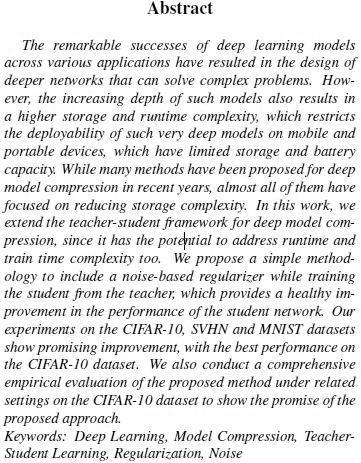 Abstract
The remarkable successes of deep learning models
across various applications have resulted in the design of
deeper networks that can solve complex problems. How-
ever, the increasing depth of such models also results in
a higher storage and runtime complexity, which restricts
the deployability of such very deep models on mobile and
portable devices, which have limited storage and battery
capacity. While many methods have been proposed for deep
model compression in recent years, almost all of them have
focused on reducing storage complexity. In this work, we
extend the teacher-student framework for deep model com-
pression, since it has the potential to address runtime and
train time complexity too. We propose a simple method-
ology to include a noise-based regularizer while training
the student from the teacher, which provides a healthy im-
provement in the performance of the student network. Our
experiments on the CIFAR-10, SVHN and MNIST datasets
show promising improvement, with the best performance on
the CIFAR-10 dataset. We also conduct a comprehensive
empirical evaluation of the proposed method under related
settings on the CIFAR-10 dataset to show the promise of the
proposed approach.
Keywords: Deep Learning, Model Compression, Teacher-
Student Learning, Regularization, Noise